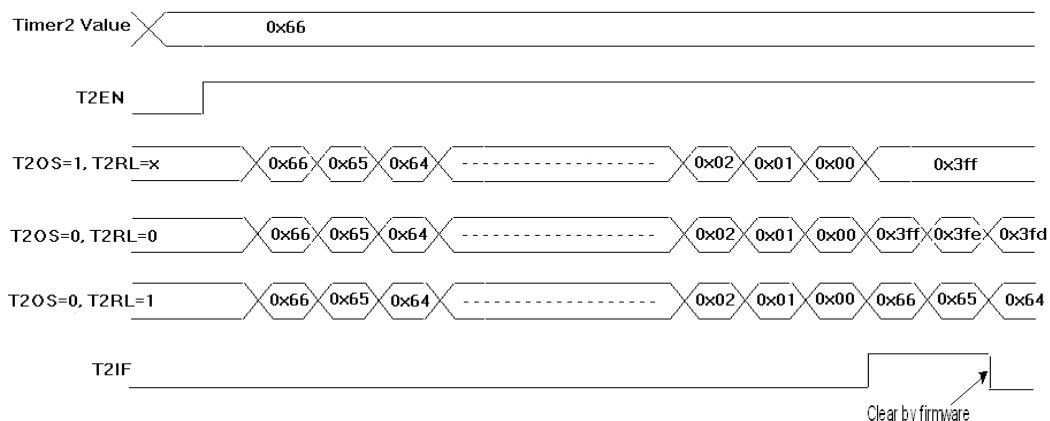 Timer2 Value 0x66
T2EN
T2OS=1, T2RL=x 0x66 0x65 0x64 0x02 0x01 0x00 0x3ff
T2OS=0, T2RL=0 0x66 0x65 0x64 0x02 0x01 0x00 0x3ff 0x3fe 0x3fd
T2OS=0, T2RL=1 0x66 0x65 0x64 0x02 0x01 0x00 0x66 0x65 0x64
T2IF
Clear by firmware